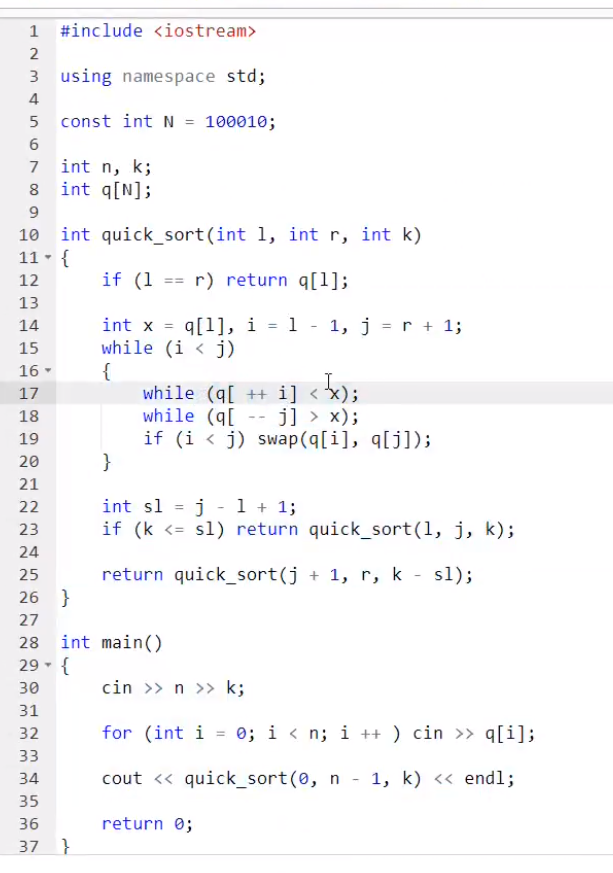 1 #include <iostream>
2
3 using namespace std;
4
5 const int N = 100010;
6
7 int n, k;
8 int q[N];
9
10 int quick_sort(int l, int r, int k)
11 {
12 if (l == r) return q[l];
13
14 int x = q[l], i = l - 1, j = r + 1;
15 while (i < j)
16 {
17 while (q[ ++ i] < x);
18 while (q[ -- j] > x);
19 if (i < j) swap(q[i], q[j]);
20 }
21
22 int sl = j - l + 1;
23 if (k <= sl) return quick_sort(l, j, k);
24
25 return quick_sort(j + 1, r, k - sl);
26 }
27
28 int main()
29 {
30 cin >> n >> k;
31
32 for (int i = 0; i < n; i ++ ) cin >> q[i];
33
34 cout << quick_sort(0, n - 1, k) << endl;
35
36 return 0;
37 }